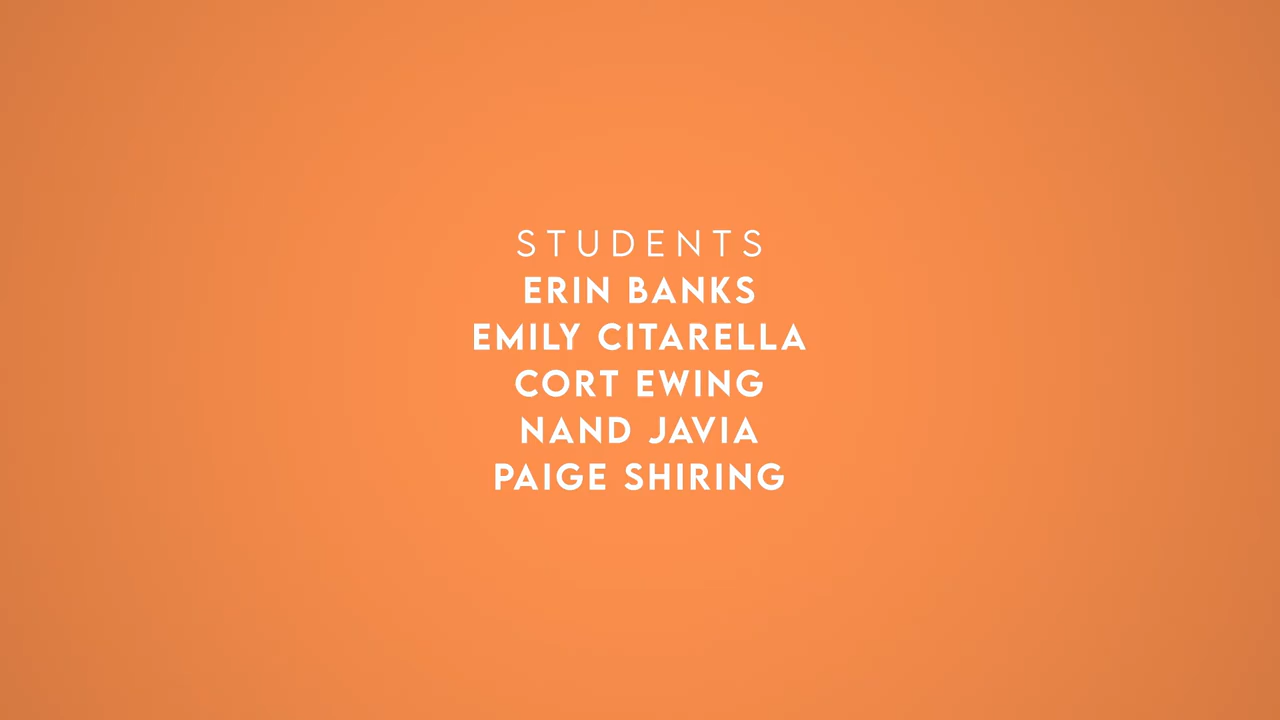 STUDENTS
ERIN BANKS
EMILY CITARELLA
CORT EWING
NAND JAVIA
PAIGE SHIRING